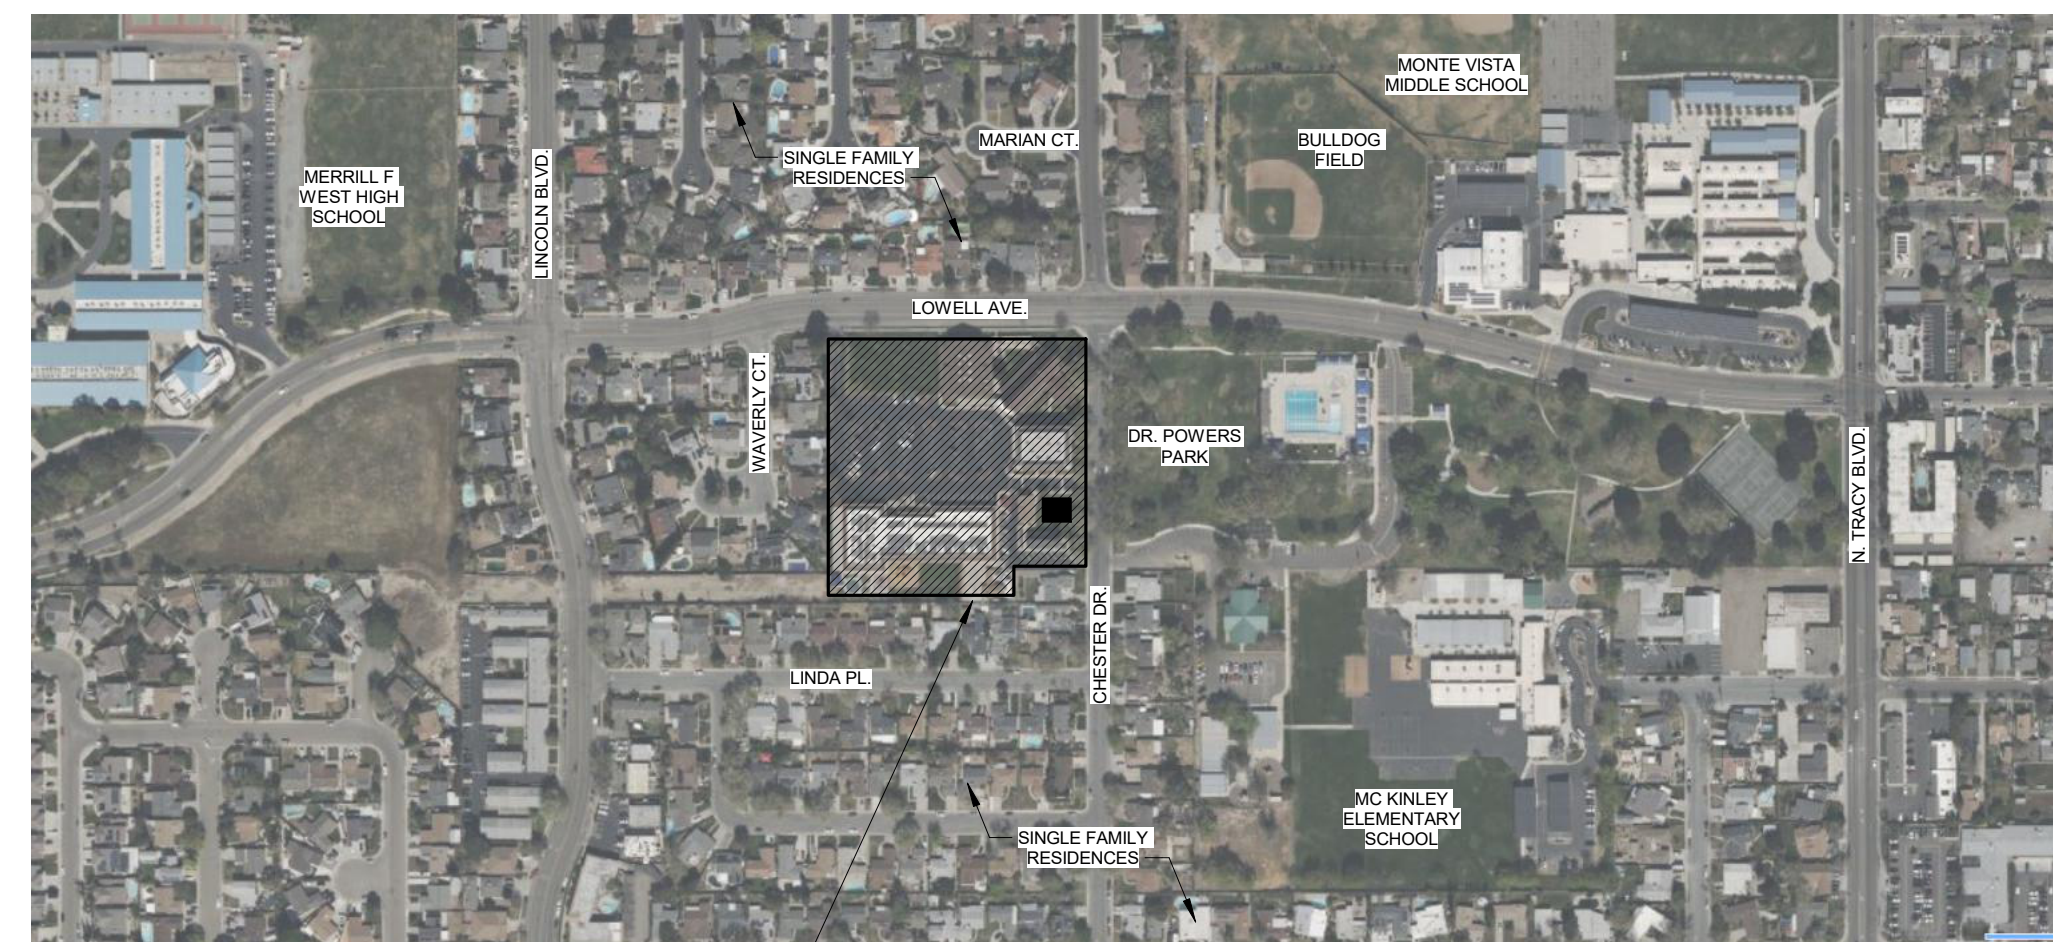 MONTE VISTA
MIDDLE SCHOOL
MARIAN CT.
BULLDOG
FIELD
SINGLE FAMILY
RESIDENCES
MERRILL F
WEST HIGH
SCHOOL
LINCOLN BLVD.
LOWELL AVE.
WAVERLY CT.
DR. POWERS
PARK
N. TRACY BLVD.
CHESTER DR.
LINDA PL.
MC KINLEY
ELEMENTARY
SCHOOL
SINGLE FAMILY
RESIDENCES